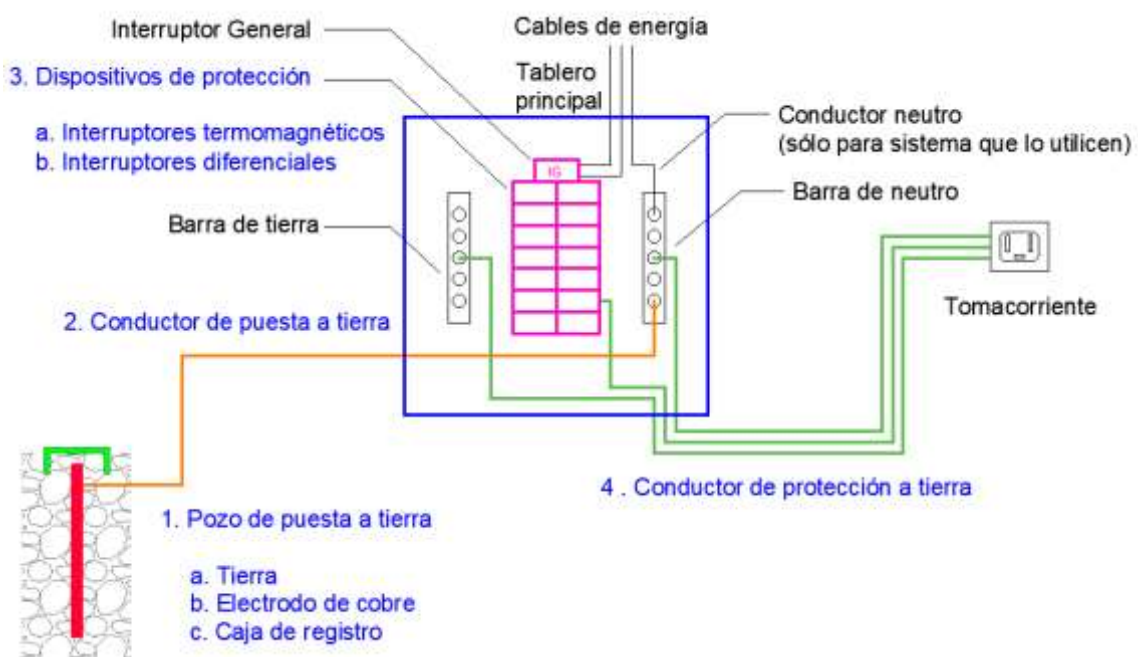 Interruptor General
Cables de energía
3. Dispositivos de protección
Tablero
principal
a. Interruptores termomagnèticos
b. Interruptores diferenciales
Conductor neutro
(sólo para sistema que lo utilicen)
IG
Barra de neutro
Barra de tierra
Tomacorriente
2. Conductor de puesta a tierra
4 . Conductor de protección a tierra
1. Pozo de puesta a tierra
a. Tierra
b. Electrodo de cobre
c. Caja de registro